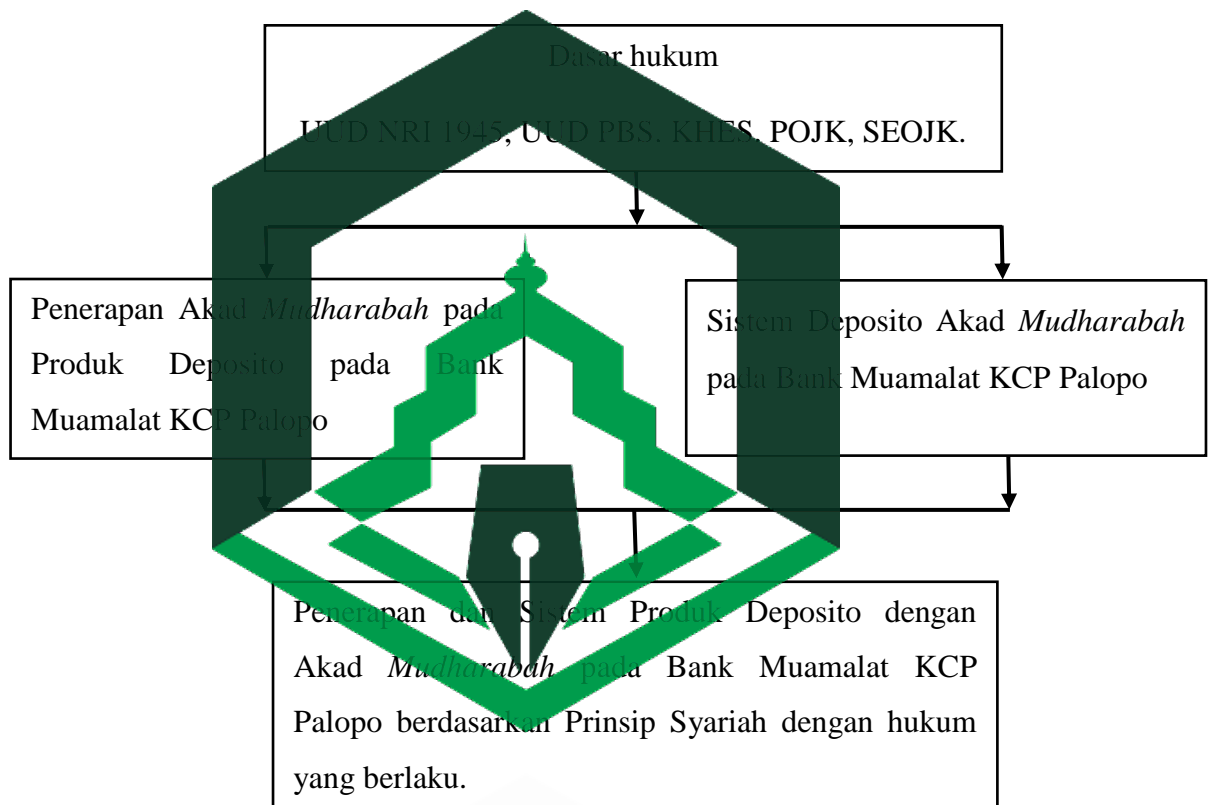 Dasar hukum
UUD NRI 1945, UUD PBS. KHES. POJK, SEOJK.
Penerapan Akad Mudharabah pada
Produk Deposito pada Bank
Muamalat KCP Palopo
Sistem Deposito Akad Mudharabah
pada Bank Muamalat KCP Palopo
Penerapan dan Sistem Produk Deposito dengan
Akad Mudharabah pada Bank Muamalat KCP
Palopo berdasarkan Prinsip Syariah dengan hukum
yang berlaku.